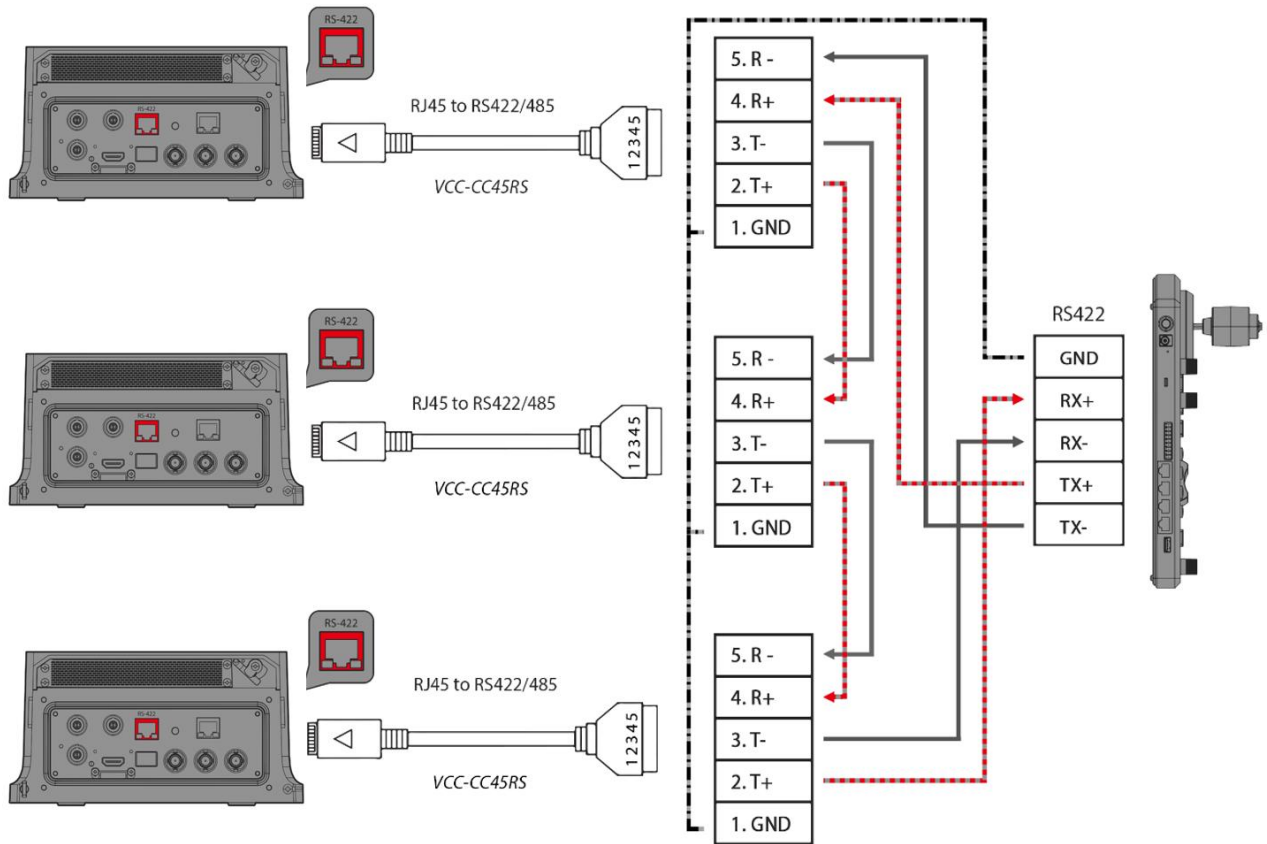 RS-422
RS-422
RJ45 to RS422/485
12345
VCC-CC45RS
5. R -
4. R+
3. T-
2. T+
1. GND
RS-422
RS-422
RJ45 to RS422/485
12345
VCC-CC45RS
5. R -
4. R+
3. T-
2. T+
1. GND
RS422
GND
RX+
RX-
TX+
TX-
RS-422
RS-422
RJ45 to RS422/485
12345
VCC-CC45RS
5. R -
4. R+
3. T-
2. T+
1. GND